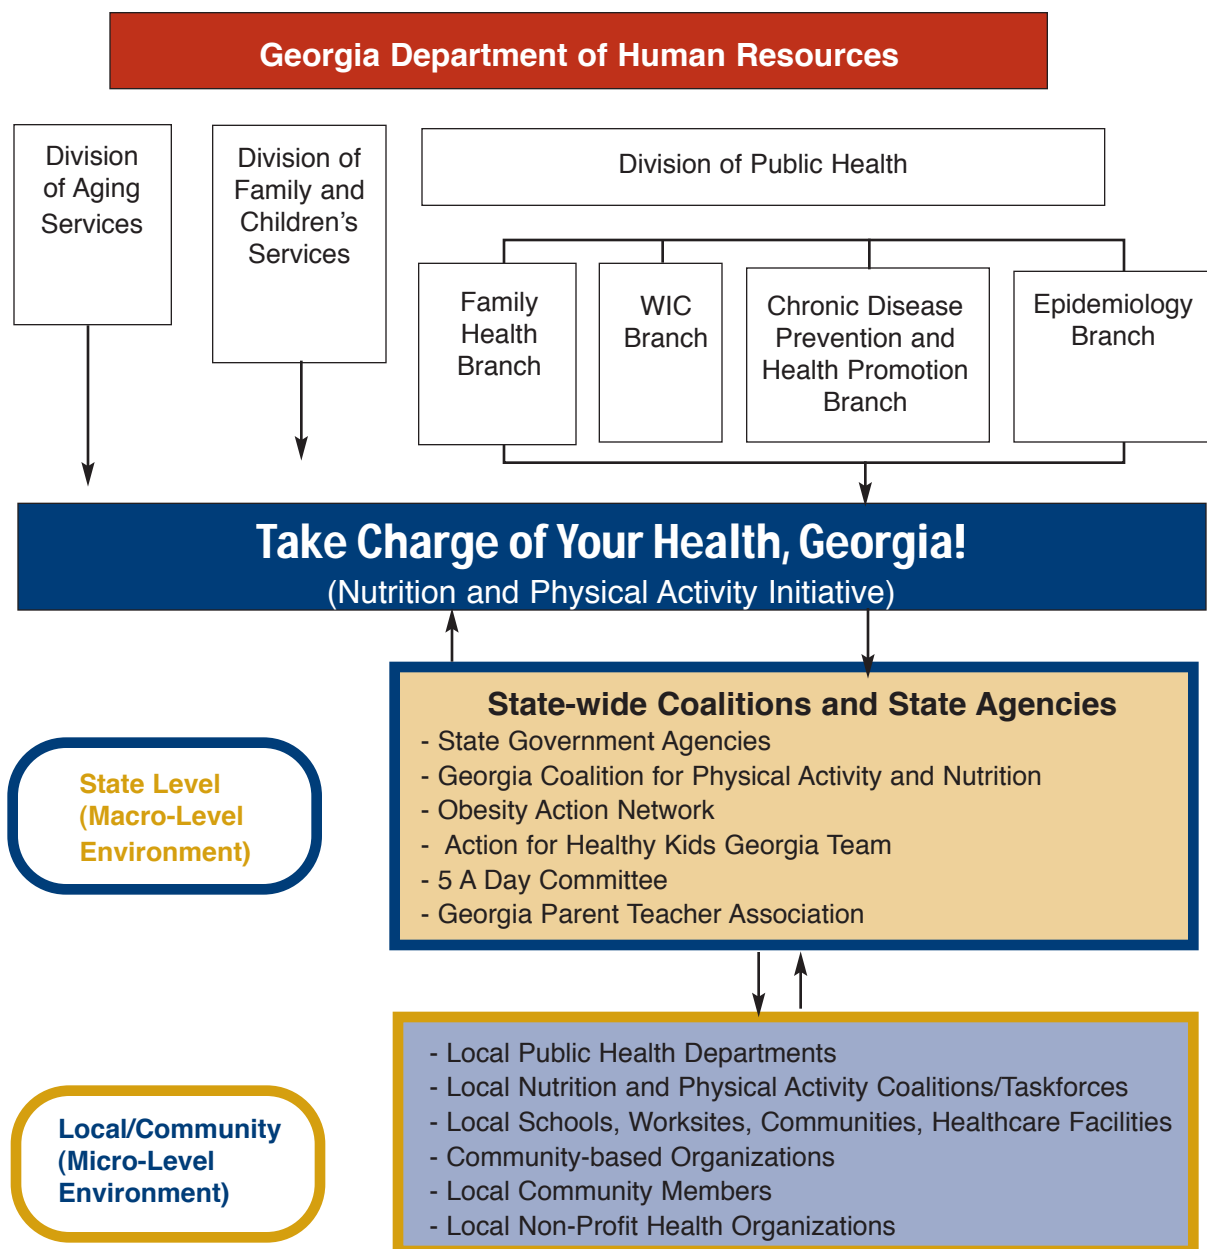 Georgia Department of Human Resources
Division
of Aging
Services
Division of
Family and
Children's
Services
Division of Public Health
Family
Health
Branch
WIC
Branch
Chronic Disease
Prevention and
Health Promotion
Branch
Epidemiology
Branch
Take Charge of Your Health, Georgia!
(Nutrition and Physical Activity Initiative)
State-wide Coalitions and State Agencies
- State Government Agencies
- Georgia Coalition for Physical Activity and Nutrition
- Obesity Action Network
- Action for Healthy Kids Georgia Team
- 5 A Day Committee
- Georgia Parent Teacher Association
State Level
(Macro-Level
Environment)
- Local Public Health Departments
- Local Nutrition and Physical Activity Coalitions/Taskforces
- Local Schools, Worksites, Communities, Healthcare Facilities
- Community-based Organizations
- Local Community Members
- Local Non-Profit Health Organizations
Local/Community
(Micro-Level
Environment)